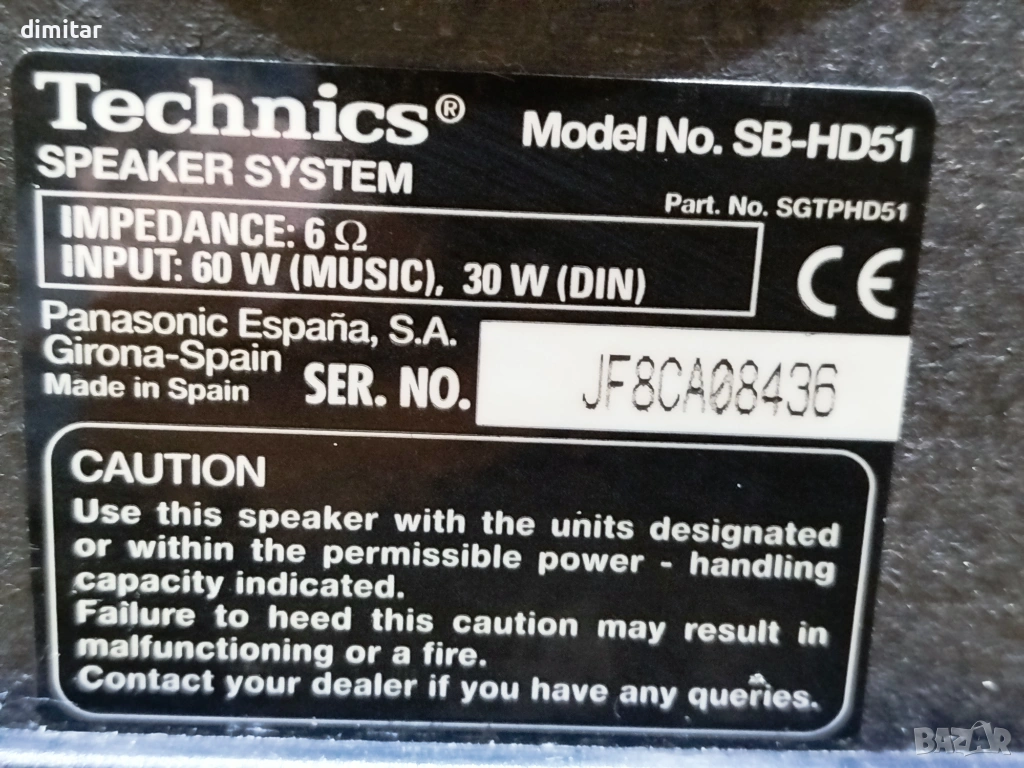 dimitar
Technics®
Model No. SB-HD51
SPEAKER SYSTEM
Part. No. SGTPHD51
IMPEDANCE: 6 Ω
INPUT: 60 W (MUSIC), 30 W (DIN)
CE
Panasonic España, S.A.
Girona-Spain
Made in Spain
SER. NO.
JF8CA08436
CAUTION
Use this speaker with the units designated
or within the permissible power - handling
capacity indicated.
Failure to heed this caution may result in
malfunctioning or a fire.
Contact your dealer if you have any queries.
BAZAR